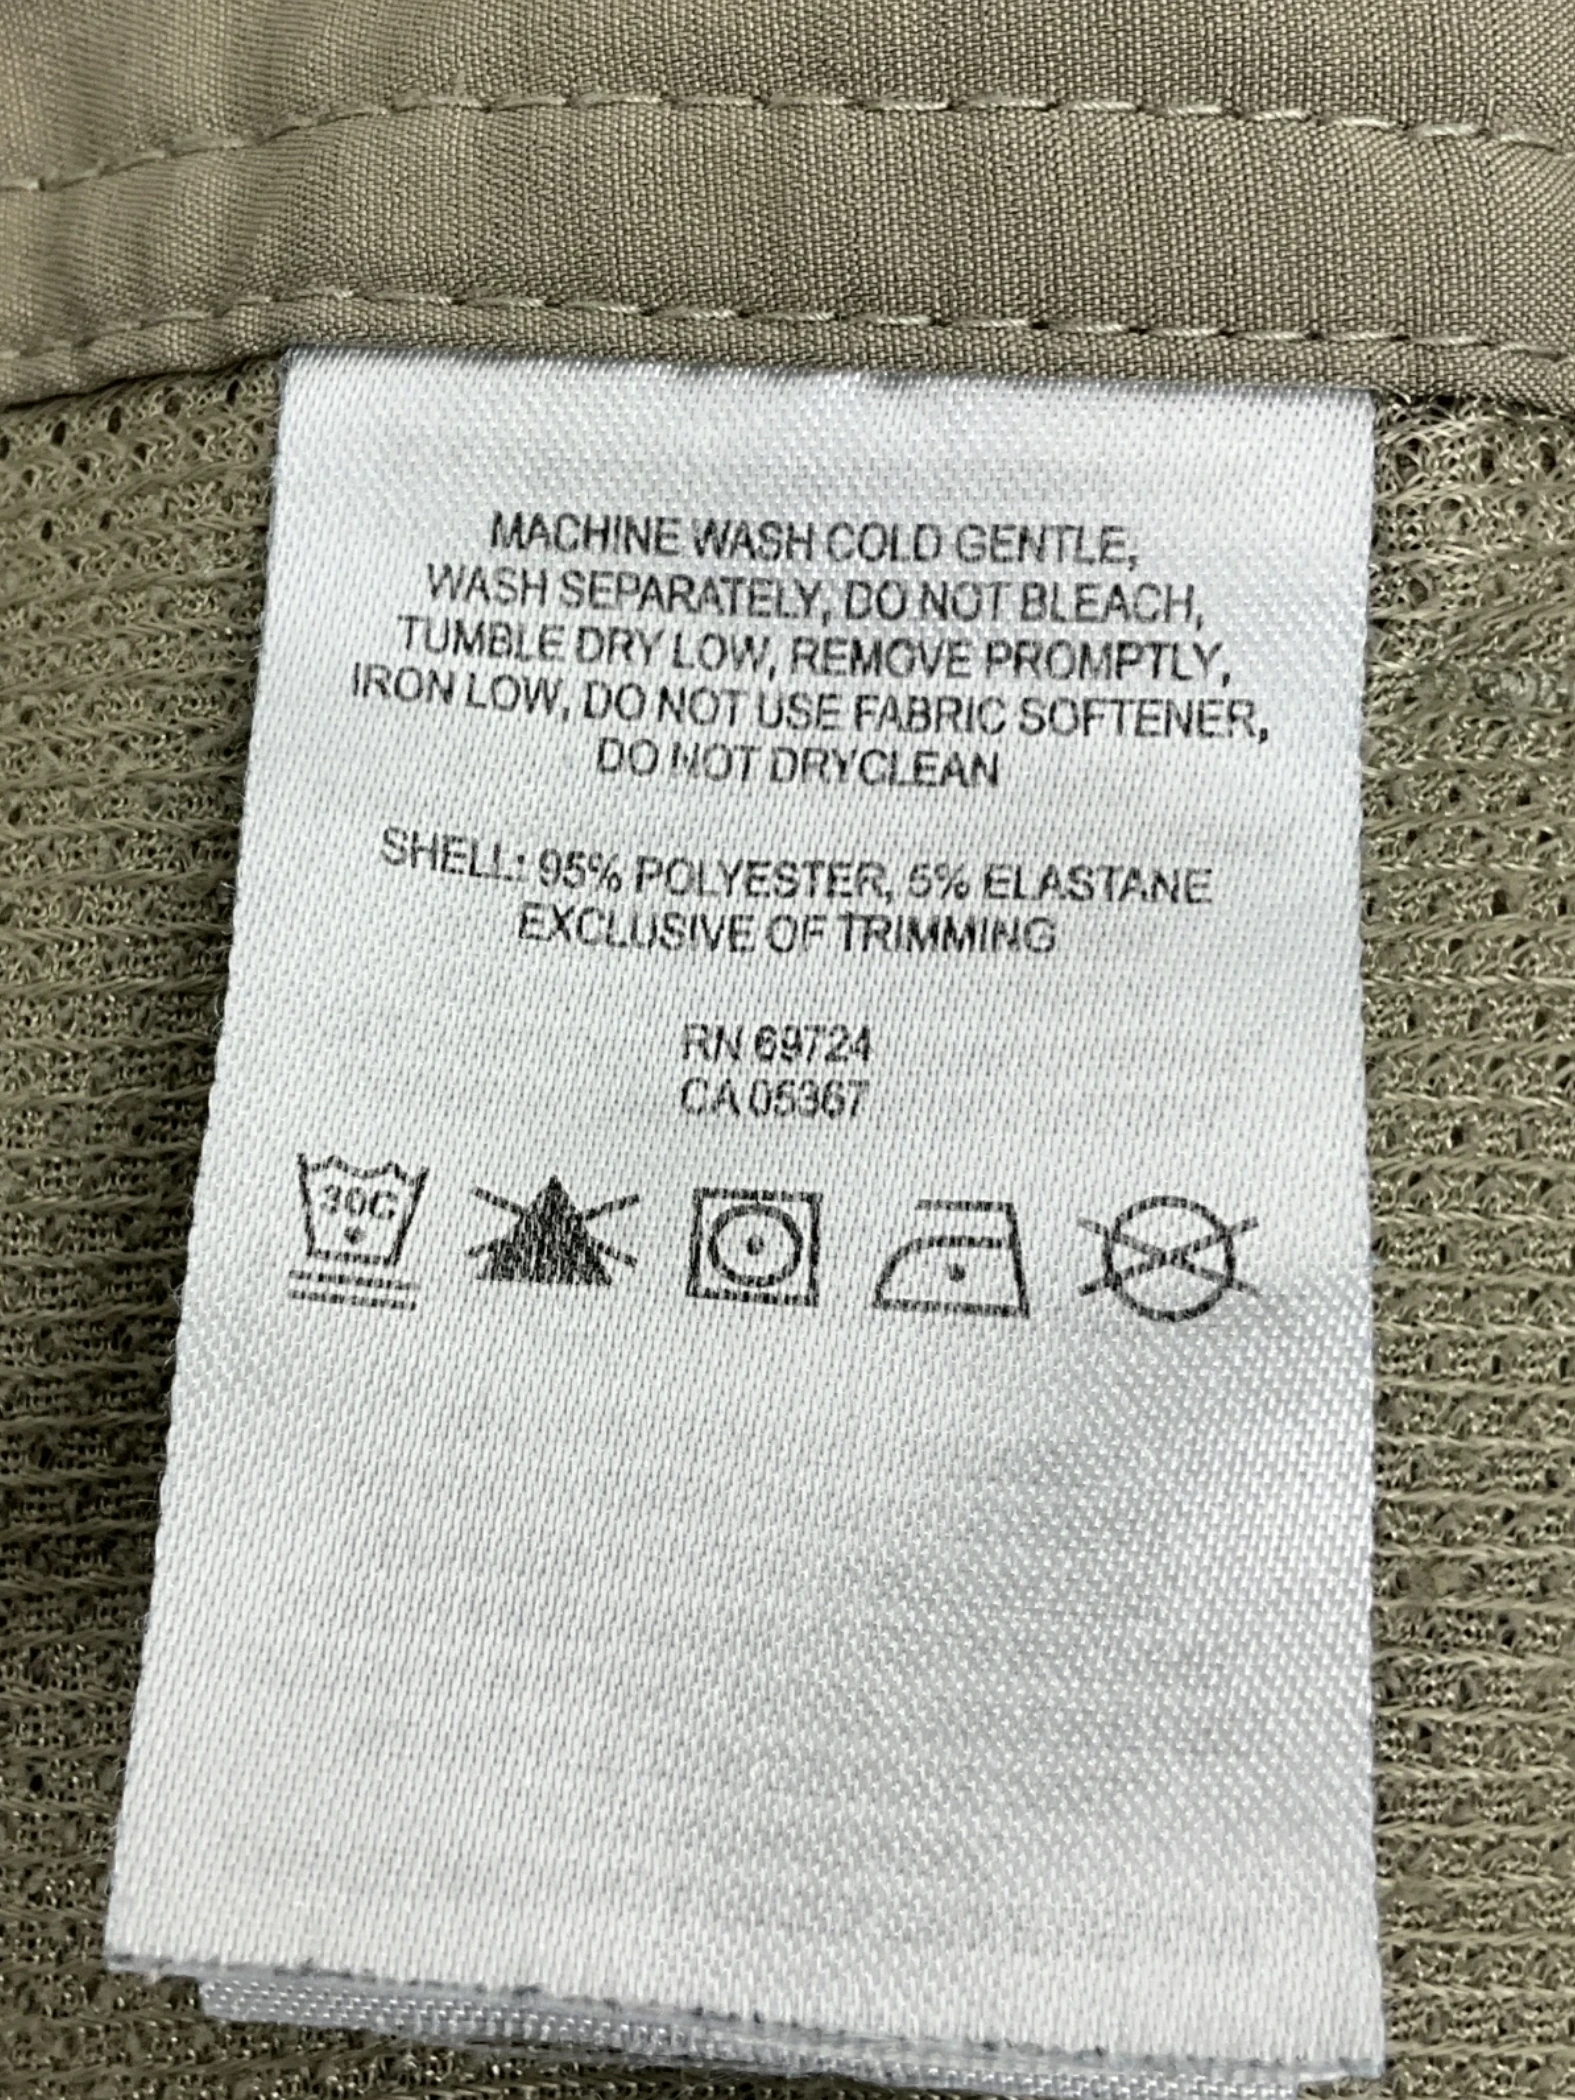 MACHINE WASH COLD GENTLE,
WASH SEPARATELY, DO NOT BLEACH,
TUMBLE DRY LOW, REMOVE PROMPTLY,
IRON LOW, DO NOT USE FABRIC SOFTENER,
DO NOT DRYCLEAN
SHELL: 95% POLYESTER, 5% ELASTANE
EXCLUSIVE OF TRIMMING
RN 69724
CA 05367
30C